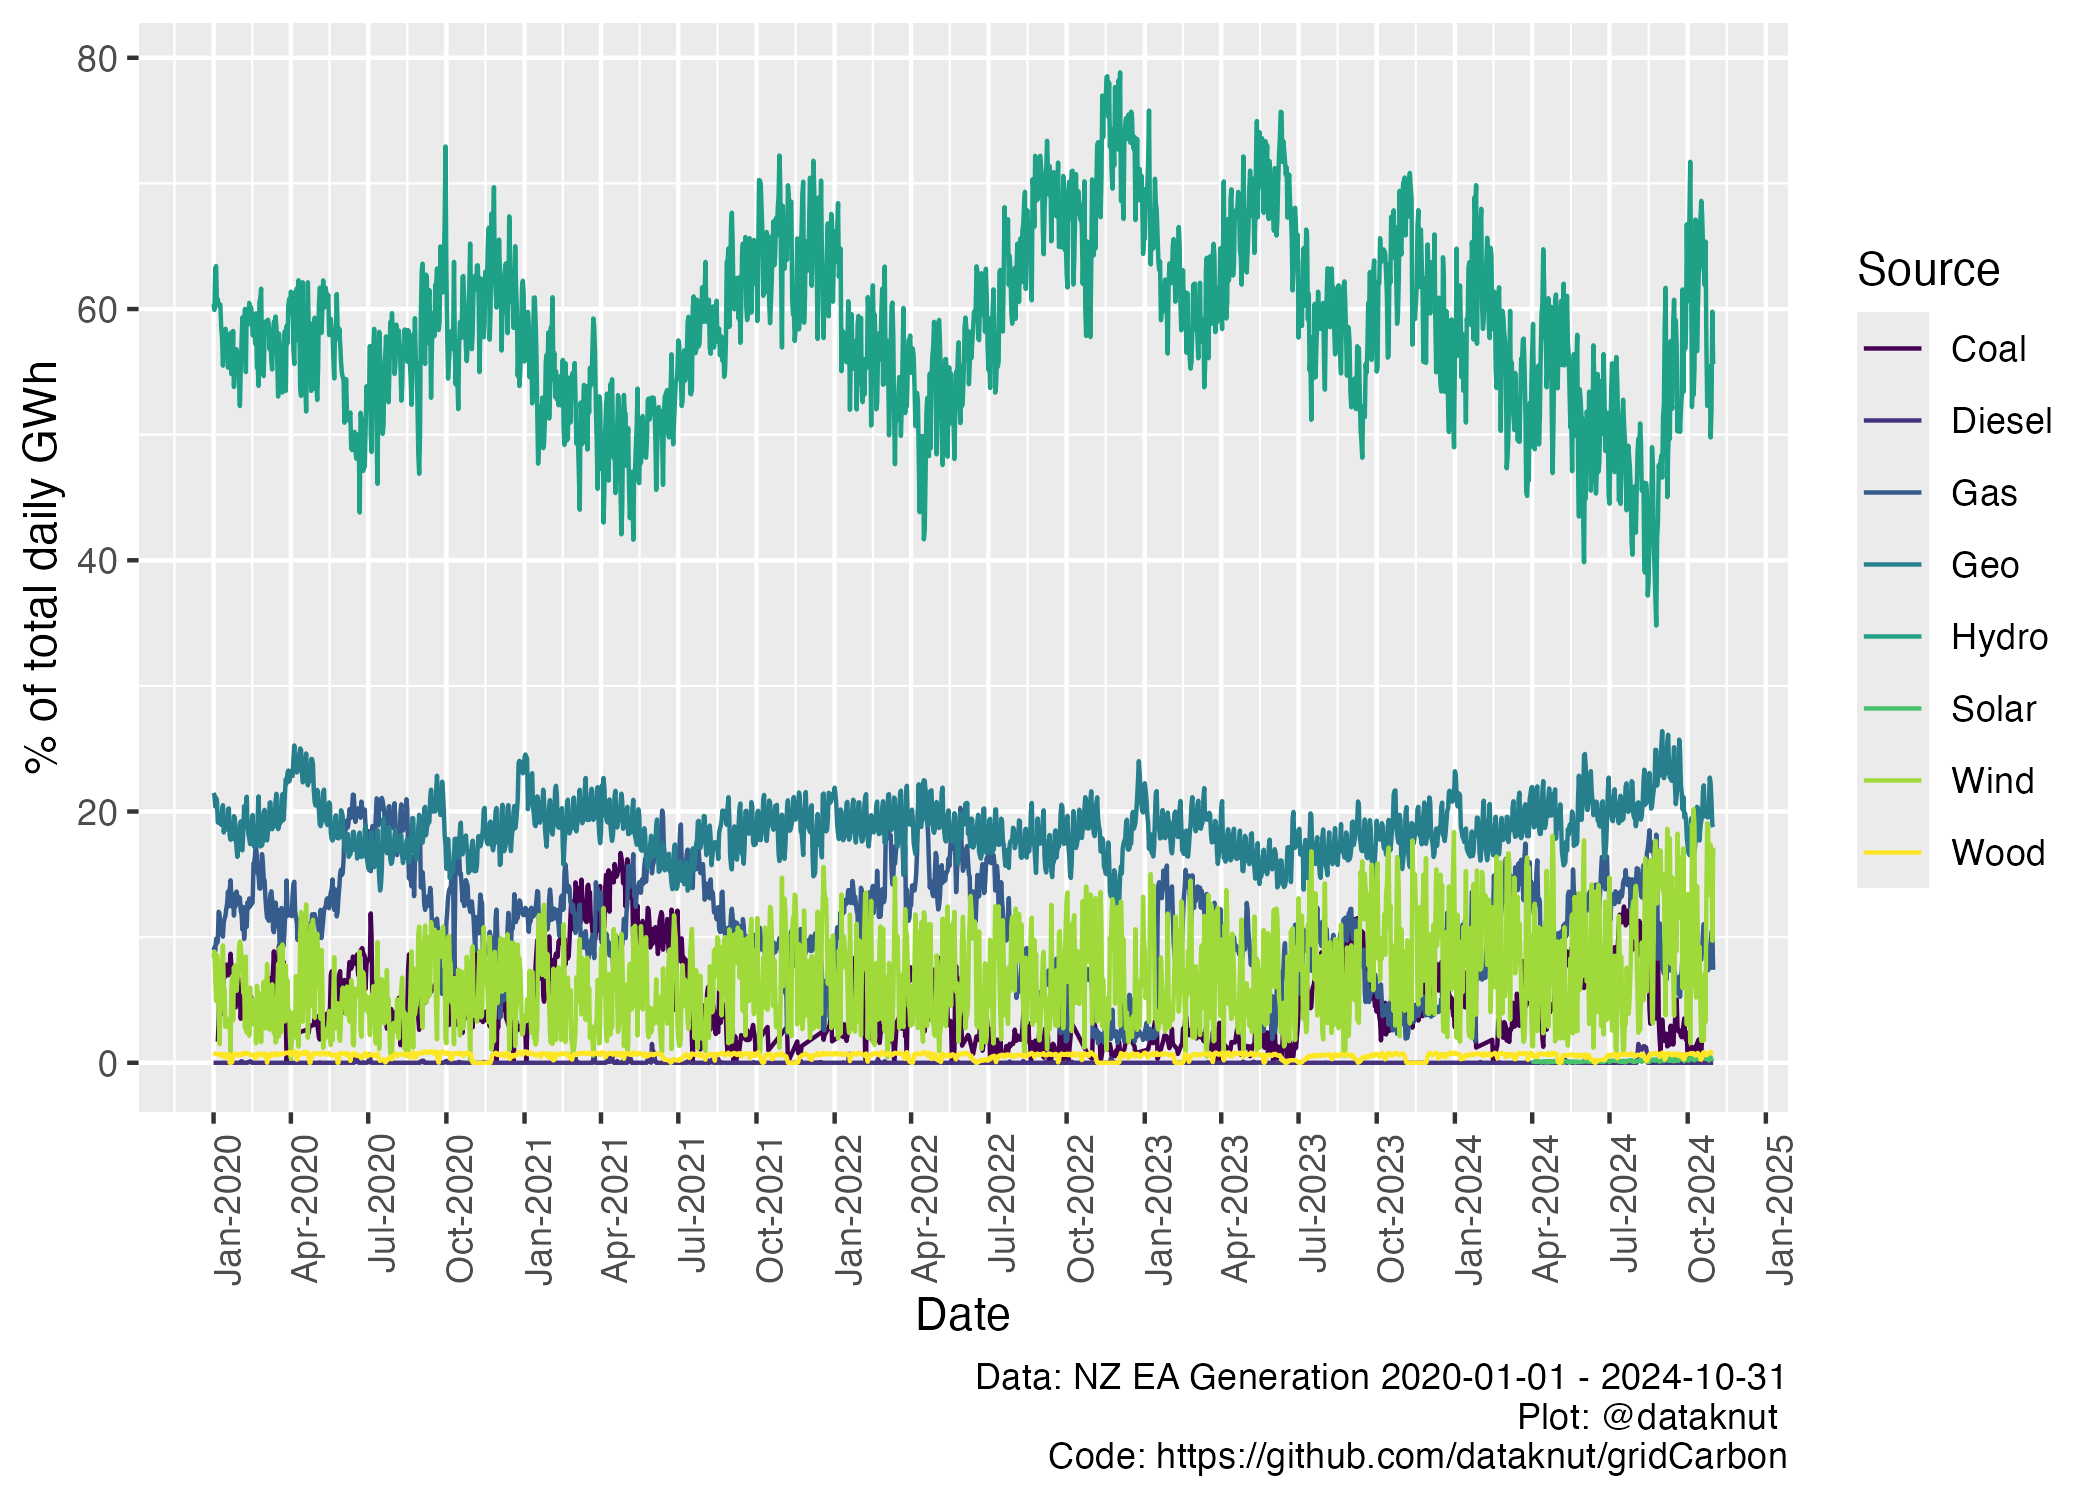 80
60
40
20
0
% of total daily GWh
Jan-2020
Apr-2020
Jul-2020
Oct-2020
Jan-2021
Apr-2021
Jul-2021
Oct-2021
Jan-2022
Apr-2022
Jul-2022
Oct-2022
Jan-2023
Apr-2023
Jul-2023
Oct-2023
Jan-2024
Apr-2024
Jul-2024
Oct-2024
Jan-2025
Date
Source
Coal
Diesel
Gas
Geo
Hydro
Solar
Wind
Wood
Data: NZ EA Generation 2020-01-01 - 2024-10-31
Plot: @dataknut
Code: https://github.com/dataknut/gridCarbon